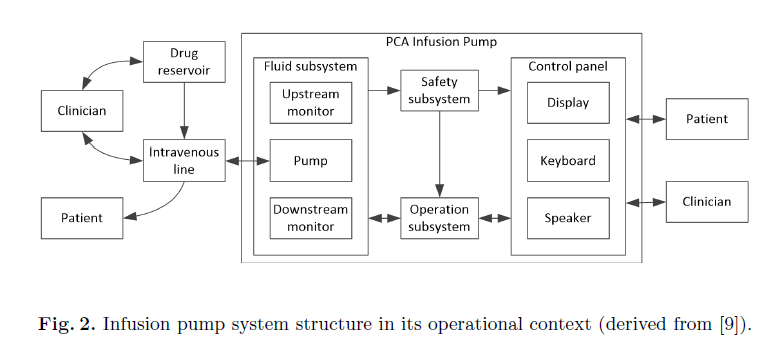 PCA Infusion Pump
Drug
reservoir
Clinician
Intravenous
line
Patient
Fluid subsystem
Upstream
monitor
Pump
Downstream
monitor
Safety
subsystem
Operation
subsystem
Control panel
Display
Keyboard
Speaker
Patient
Clinician
Fig. 2. Infusion pump system structure in its operational context (derived from [9]).